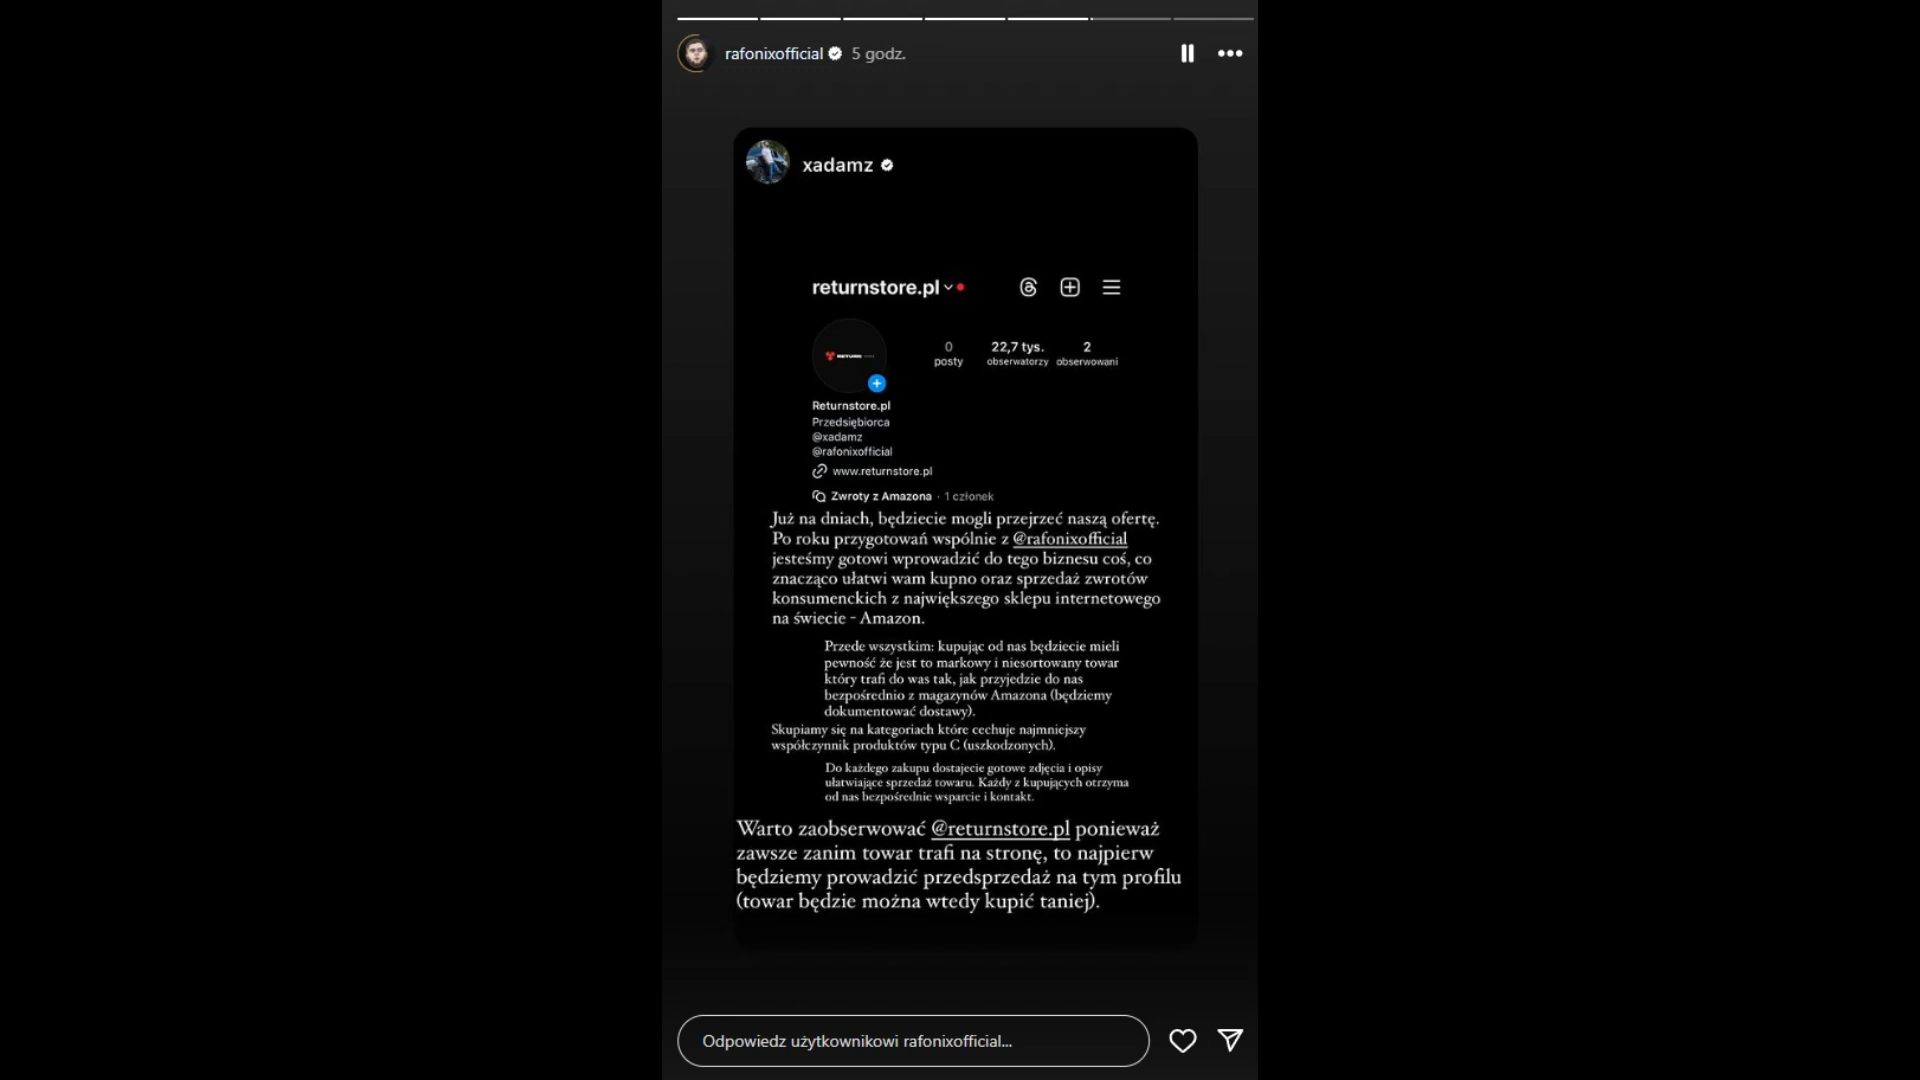 rafonixofficial 5 godz.
xadamz
returnstore.pl
RETURN
0
posty
22,7 tys.
obserwatorzy
2
obserwowani
Returnstore.pl
Przedsiębiorca
@xadamz
@rafonixofficial
www.returnstore.pl
Zwroty z Amazona · 1 członek
Już na dniach, będziecie mogli przejrzeć naszą ofertę.
Po roku przygotowań wspólnie z @rafonixofficial
jesteśmy gotowi wprowadzić do tego biznesu coś, co
znacząco ułatwi wam kupno oraz sprzedaż zwrotów
konsumenckich z największego sklepu internetowego
na świecie - Amazon.
Przede wszystkim: kupując od nas będziecie mieli
pewność że jest to markowy i niesortowany towar
który trafi do was tak, jak przyjedzie do nas
bezpośrednio z magazynów Amazona (będziemy
dokumentować dostawy).
Skupiamy się na kategoriach które cechuje najmniejszy
współczynnik produktów typu C (uszkodzonych).
Do każdego zakupu dostajecie gotowe zdjęcia i opisy
ułatwiające sprzedaż towaru. Każdy z kupujących otrzyma
od nas bezpośrednie wsparcie i kontakt.
Warto zaobserwować @returnstore.pl ponieważ
zawsze zanim towar trafi na stronę, to najpierw
będziemy prowadzić przedsprzedaż na tym profilu
(towar będzie można wtedy kupić taniej).
Odpowiedz użytkownikowi rafonixofficial...